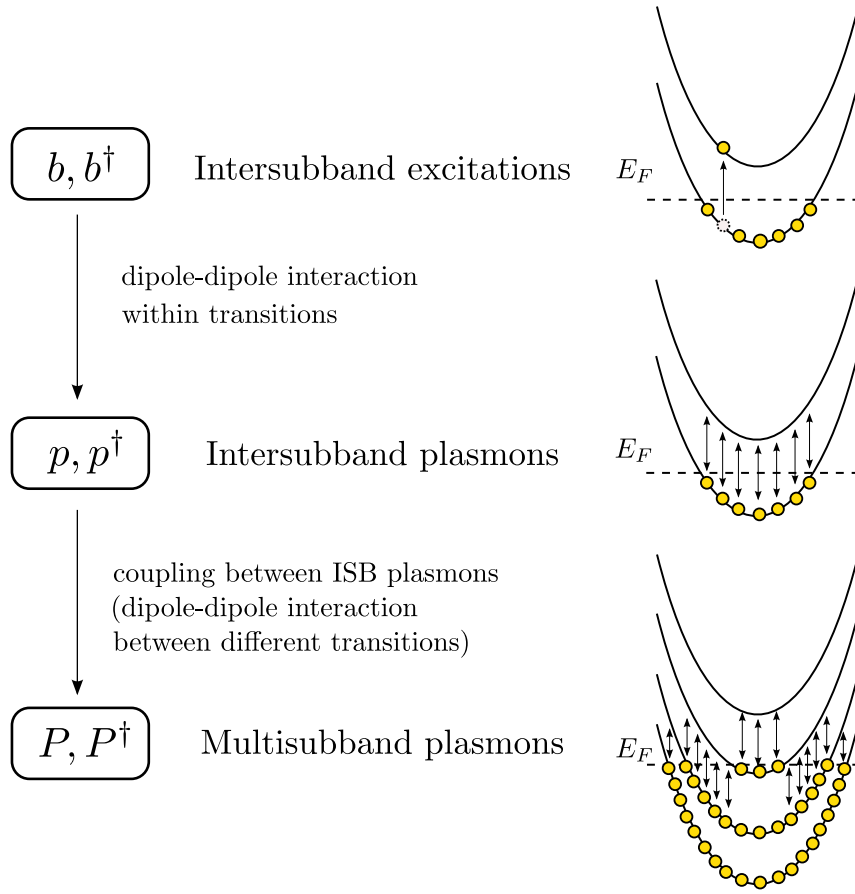 b, b† Intersubband excitations E_F
dipole-dipole interaction
within transitions
p, p† Intersubband plasmons E_F
coupling between ISB plasmons
(dipole-dipole interaction
between different transitions)
P, P† Multisubband plasmons E_F